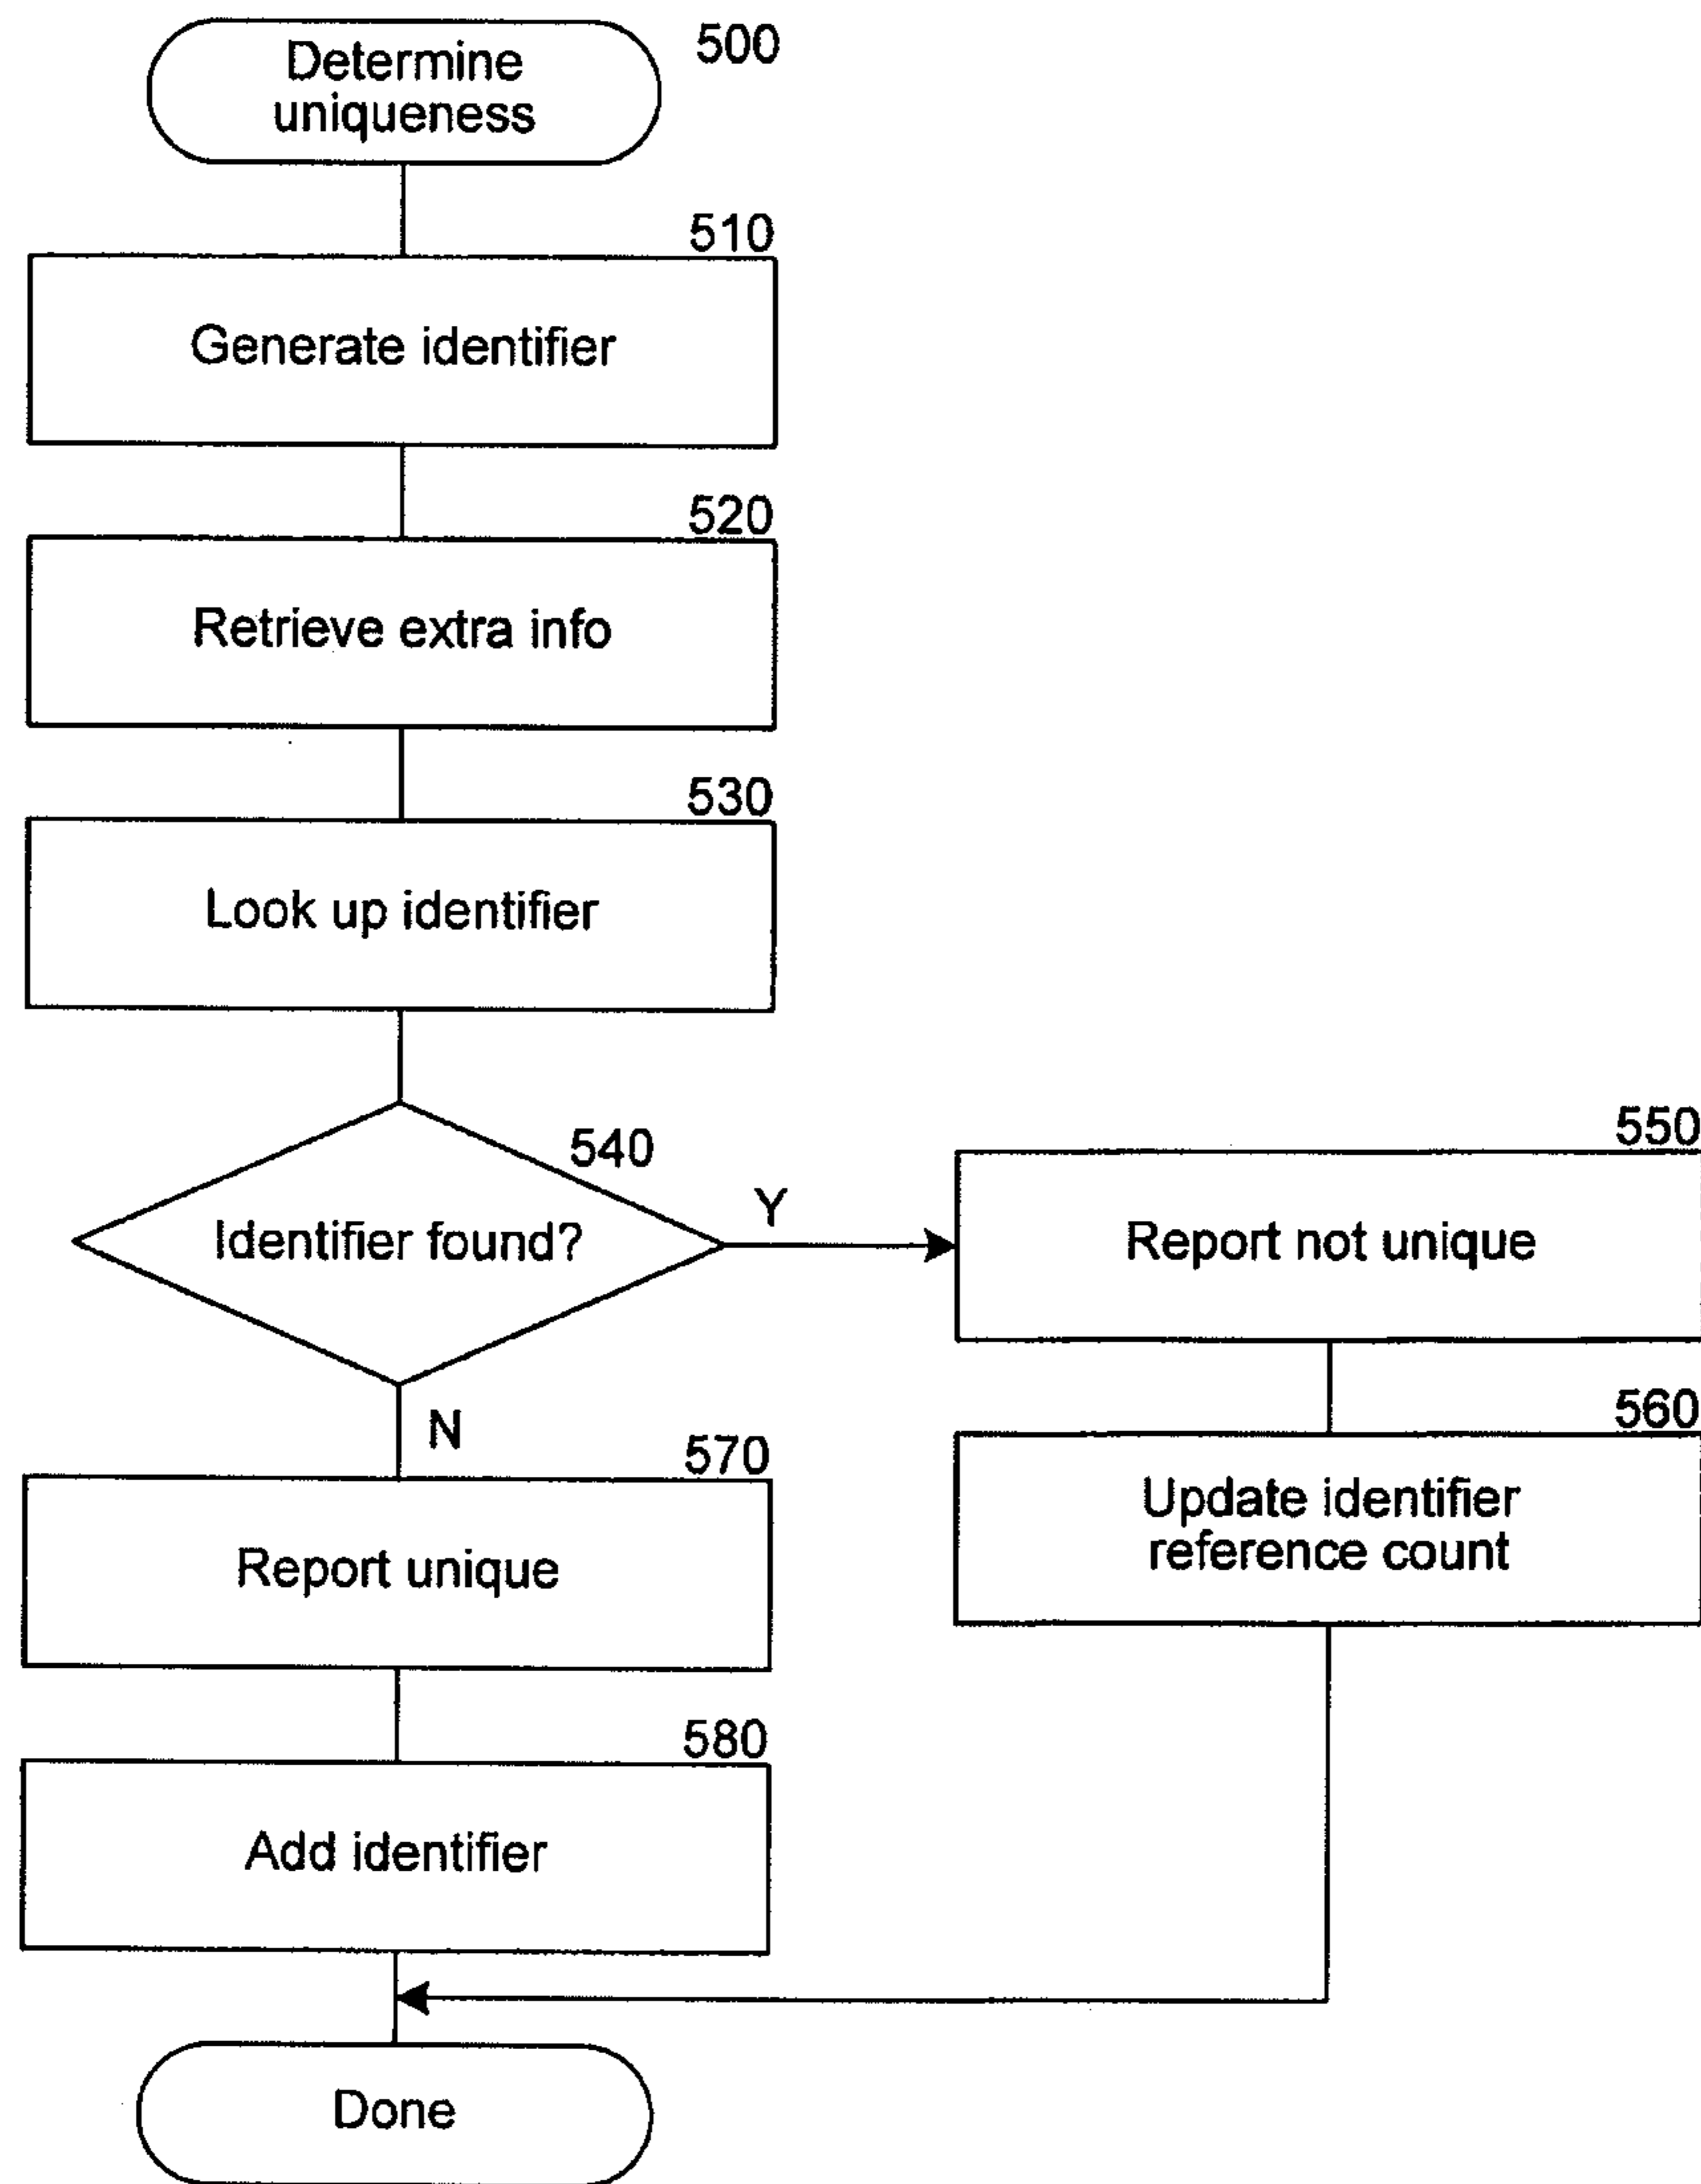 Determine
uniqueness
500
510
Generate identifier
520
Retrieve extra info
530
Look up identifier
540
Identifier found?
Y
550
Report not unique
560
Update identifier
reference count
N
570
Report unique
580
Add identifier
Done